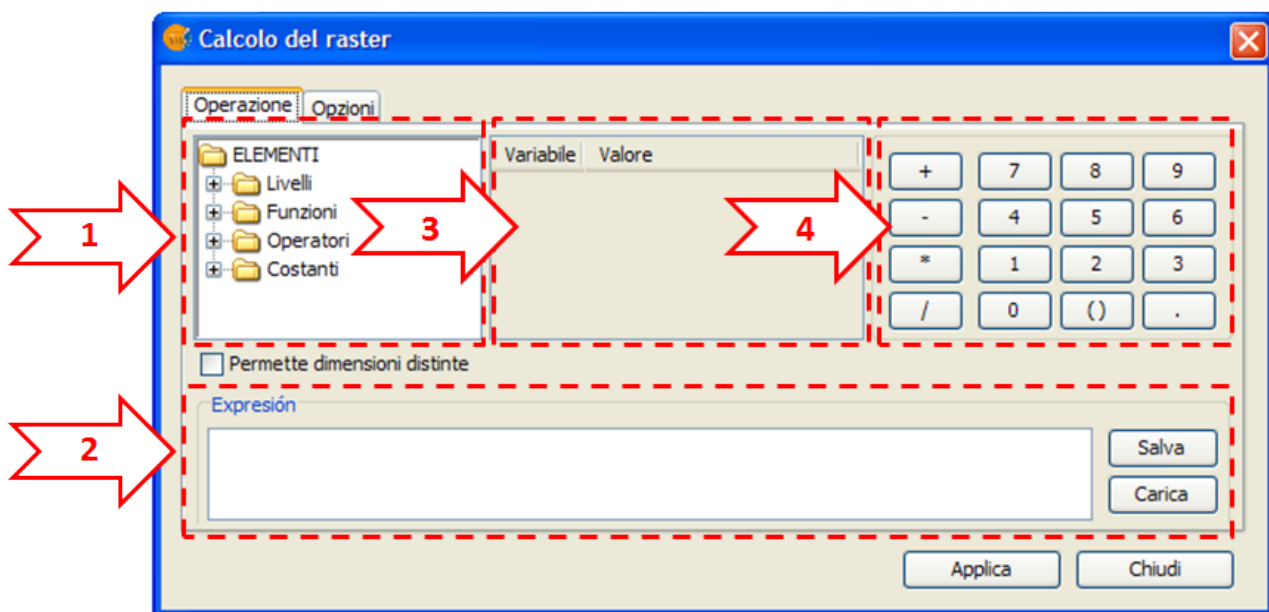 Calcolo del raster
Operazione Opzioni
ELEMENTI
Livelli
Funzioni
Operatori
Costanti
Variabile Valore
+ 7 8 9
- 4 5 6
* 1 2 3
/ 0 () .
1
3
4
Permette dimensioni distinte
2
Expresión
Salva
Carica
Applica Chiudi